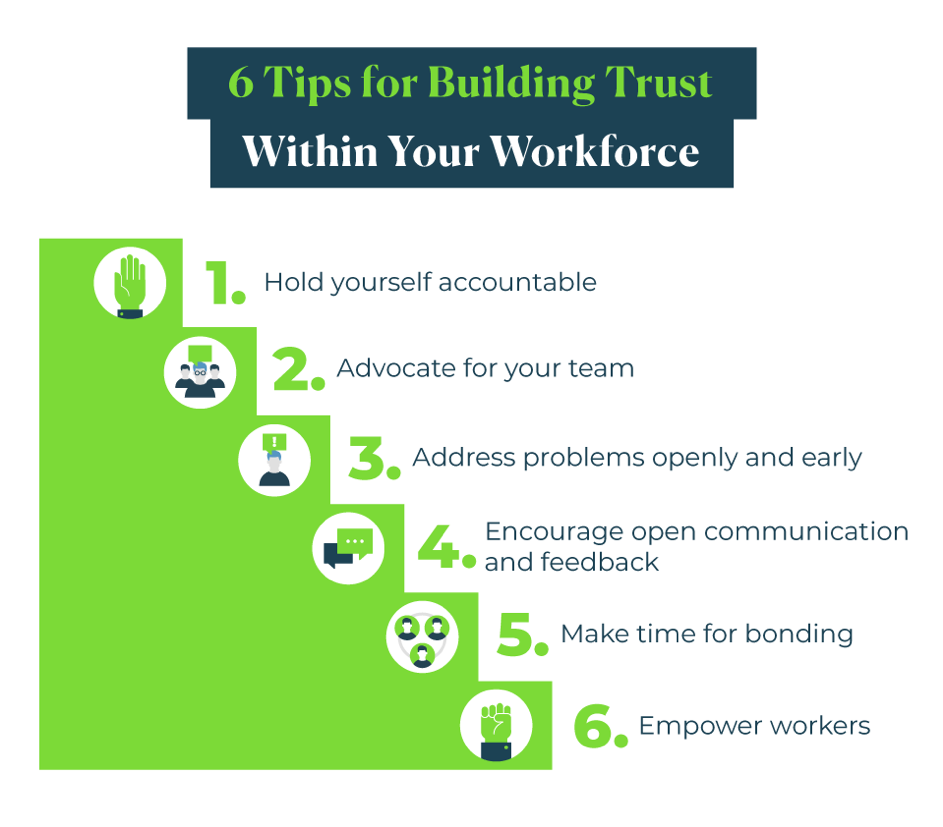 6 Tips for Building Trust
Within Your Workforce
1. Hold yourself accountable
2. Advocate for your team
!
3. Address problems openly and early
4. Encourage open communication
and feedback
5. Make time for bonding
6. Empower workers